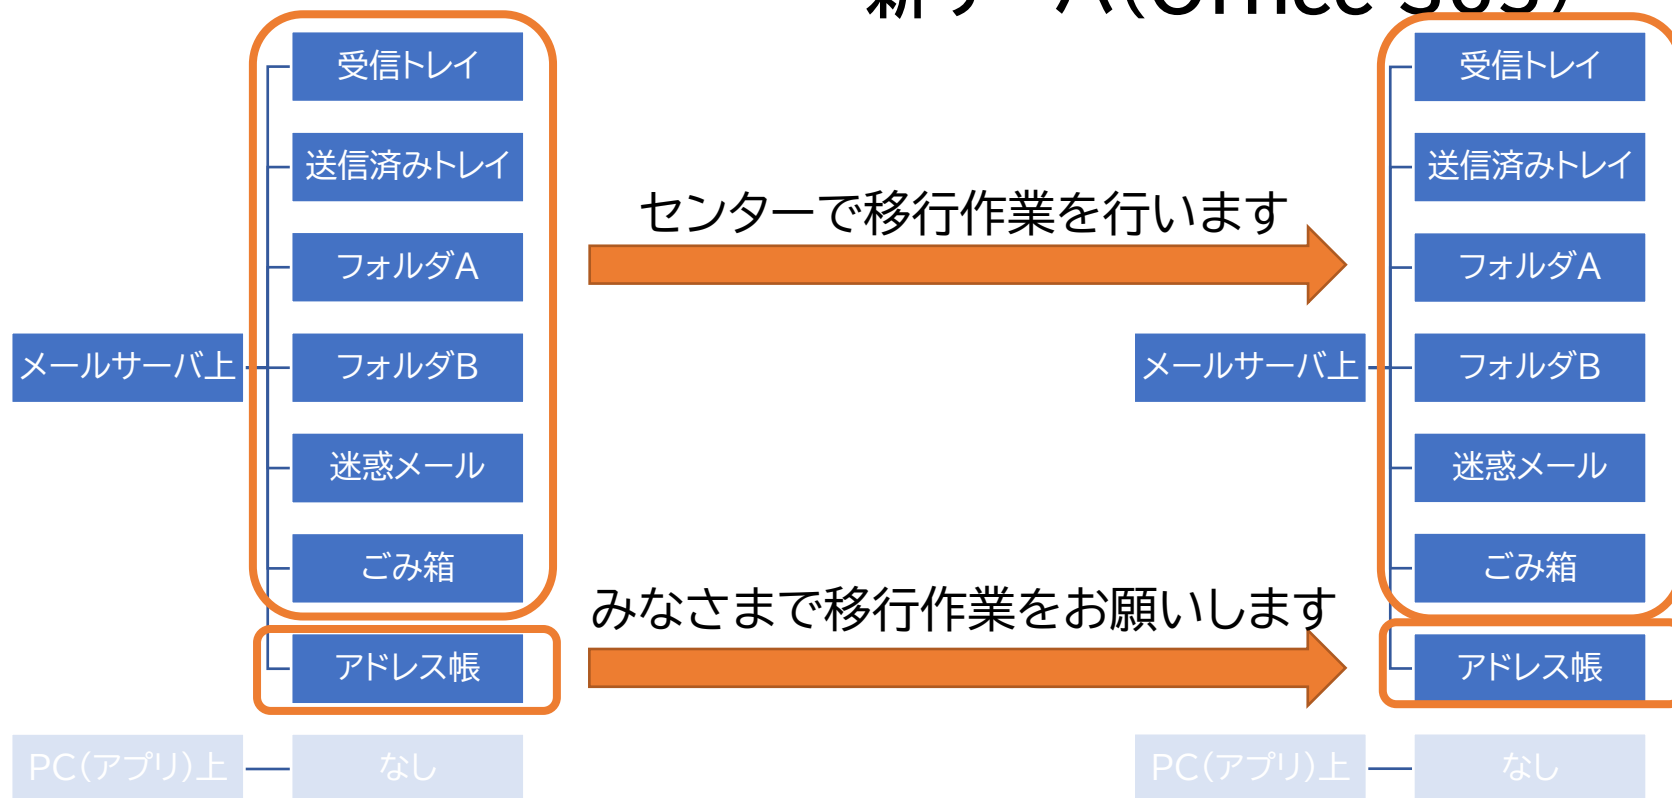 新サーバ(Office 365)
受信トレイ
送信済みトレイ
フォルダA
メールサーバ上
フォルダB
迷惑メール
ごみ箱
アドレス帳
PC(アプリ)上
なし
センターで移行作業を行います
みなさまで移行作業をお願いします
受信トレイ
送信済みトレイ
フォルダA
メールサーバ上
フォルダB
迷惑メール
ごみ箱
アドレス帳
PC(アプリ)上
なし